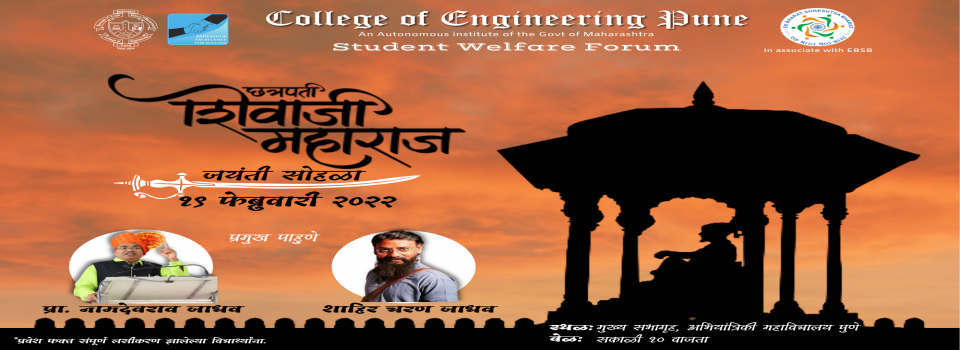 College of Engineering Pune
An Autonomous institute of the Govt of Maharashtra
Student Welfare Forum
In associate with EBSB
छत्रपती
शिवाजी
महाराज
जयंती सोहळा
१९ फेब्रुवारी २०२२
प्रमुख पाहुणे
प्रा. नामदेवराव जाधव
शाहिर चरण जाधव
स्थळ: मुख्य सभागृह, अभियांत्रिकी महाविद्यालय पुणे
वेळ: सकाळी १० वाजता
*प्रवेश फक्त संपूर्ण लसीकरण झालेल्या विद्यार्थ्यांना.